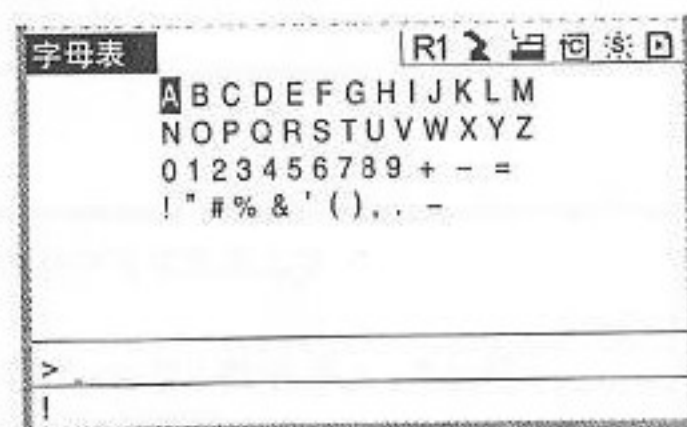 字母表 R1
A B C D E F G H I J K L M
N O P Q R S T U V W X Y Z
0 1 2 3 4 5 6 7 8 9 + - =
! " # % & ' ( ) , . -
> _
!